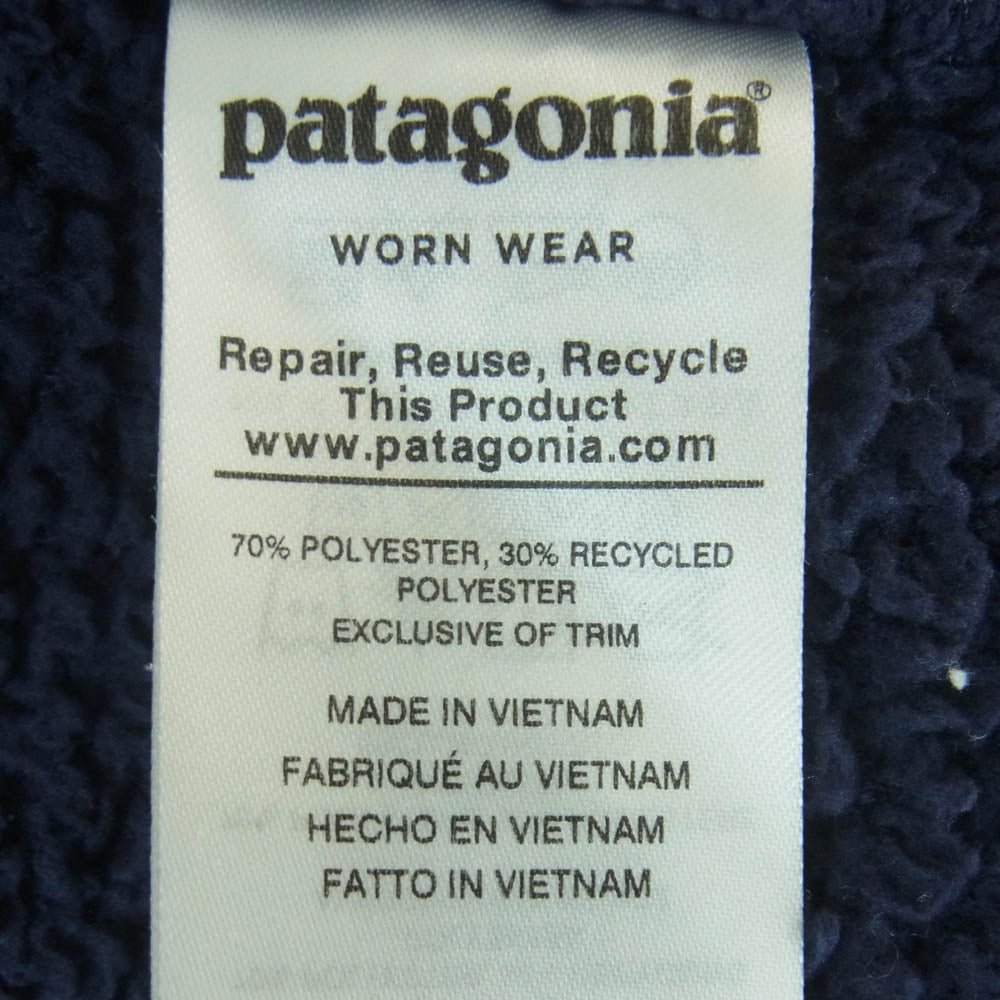 patagonia®
WORN WEAR
Repair, Reuse, Recycle
This Product
www.patagonia.com
70% POLYESTER, 30% RECYCLED
POLYESTER
EXCLUSIVE OF TRIM
MADE IN VIETNAM
FABRIQUÉ AU VIETNAM
HECHO EN VIETNAM
FATTO IN VIETNAM